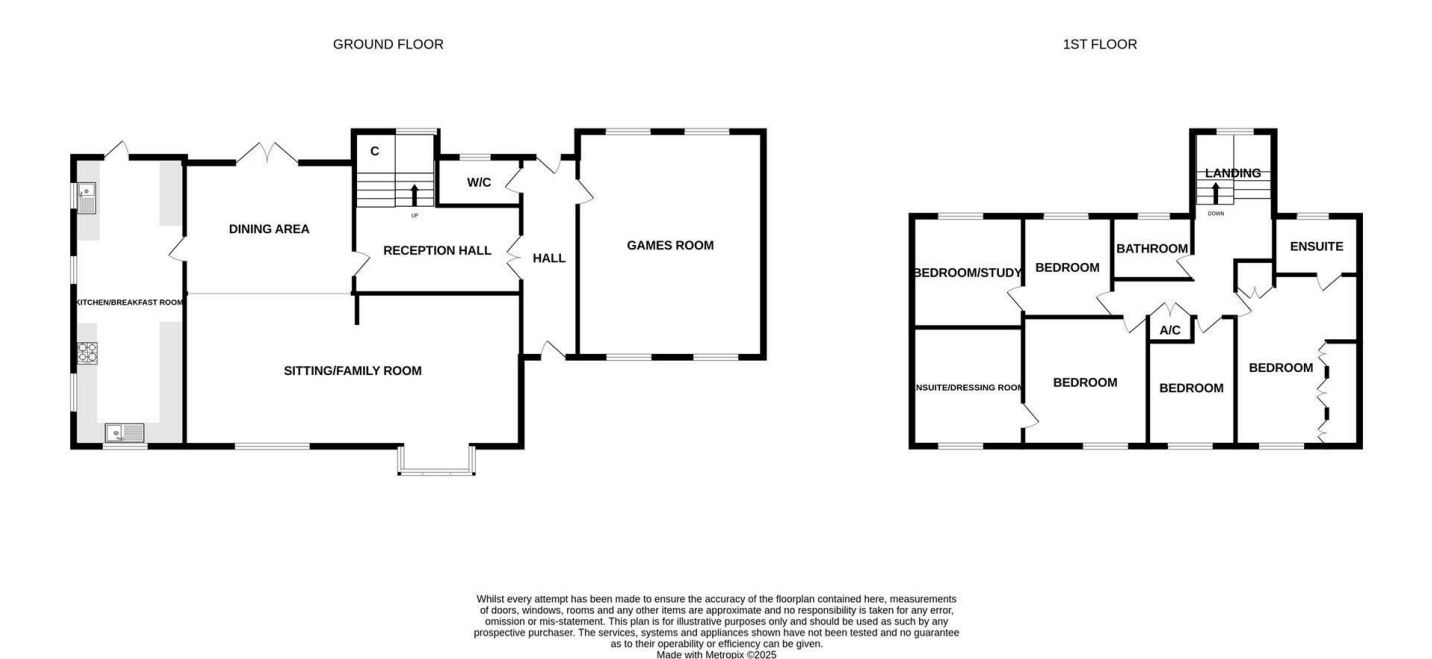 GROUND FLOOR
1ST FLOOR
C
W/C
DINING AREA
RECEPTION HALL
HALL
GAMES ROOM
UP
KITCHEN/BREAKFAST ROOM
SITTING/FAMILY ROOM
LANDING
DOWN
BEDROOM/STUDY
BEDROOM
BATHROOM
ENSUITE
A/C
ENSUITE/DRESSING ROOM
BEDROOM
BEDROOM
BEDROOM
Whilst every attempt has been made to ensure the accuracy of the floorplan contained here, measurements
of doors, windows, rooms and any other items are approximate and no responsibility is taken for any error,
omission or mis-statement. This plan is for illustrative purposes only and should be used as such by any
prospective purchaser. The services, systems and appliances shown have not been tested and no guarantee
as to their operability or efficiency can be given.
Made with Metropix ©2025